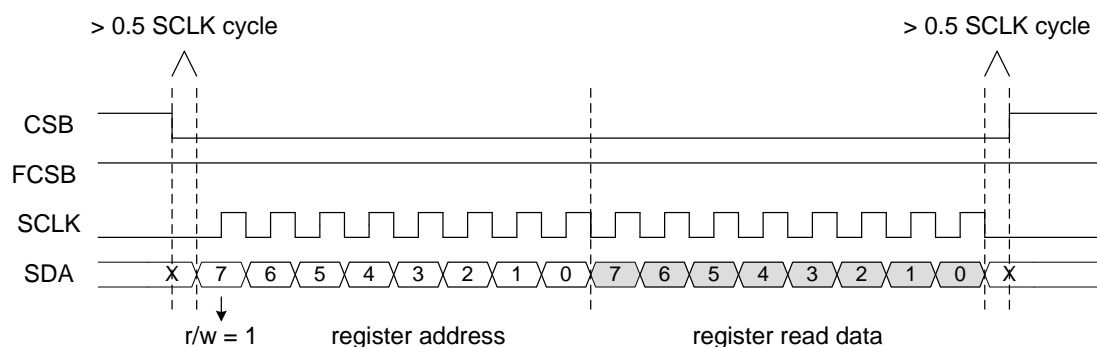 > 0.5 SCLK cycle > 0.5 SCLK cycle
CSB
FCSB
SCLK
SDA X 7 6 5 4 3 2 1 0 7 6 5 4 3 2 1 0 X
r/w = 1 register address register read data